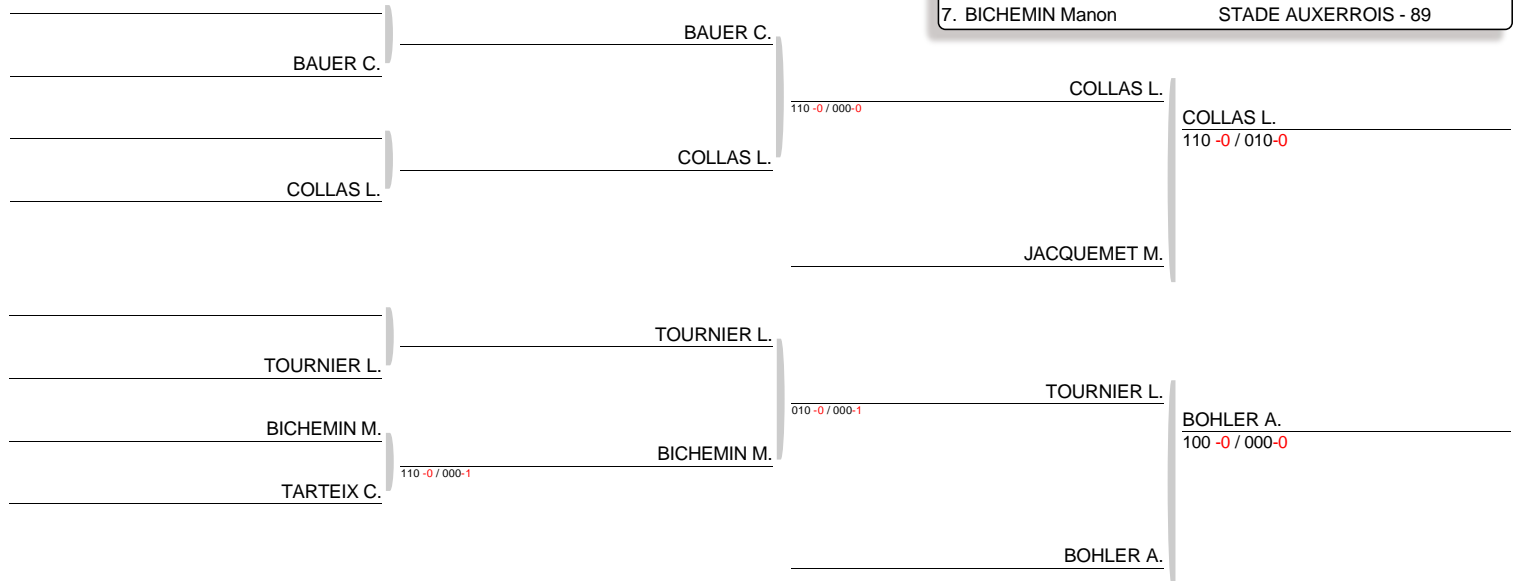 7. BICHEMIN Manon STADE AUXERROIS - 89
BAUER C.
BAUER C.
COLLAS L.
110 -0 / 000-0
COLLAS L.
110 -0 / 010-0
COLLAS L.
COLLAS L.
JACQUEMET M.
TOURNIER L.
TOURNIER L.
TOURNIER L.
010 -0 / 000-1
BOHLER A.
100 -0 / 000-0
BICHEMIN M.
BICHEMIN M.
110 -0 / 000-1
TARTEIX C.
BOHLER A.